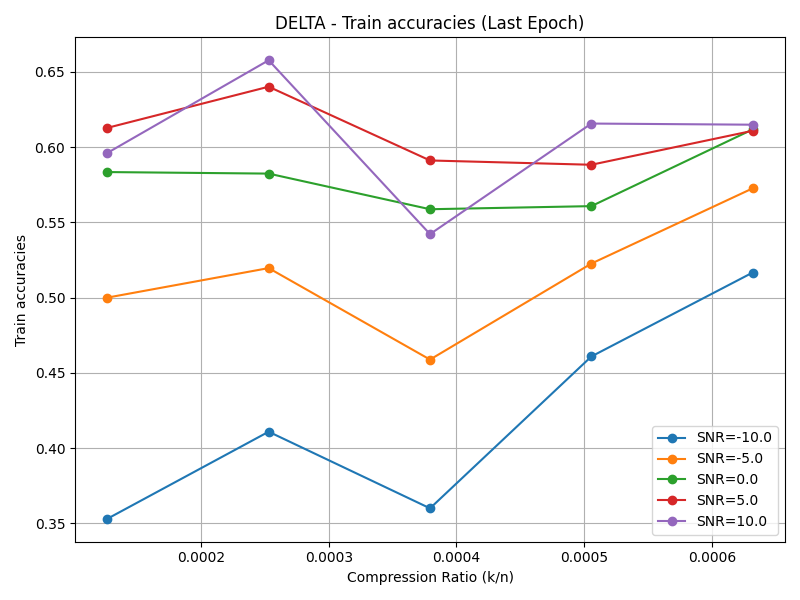 DELTA - Train accuracies (Last Epoch)
Train accuracies
0.65
0.60
0.55
0.50
0.45
0.40
0.35
0.0002
0.0003
0.0004
0.0005
0.0006
Compression Ratio (k/n)
SNR=-10.0
SNR=-5.0
SNR=0.0
SNR=5.0
SNR=10.0